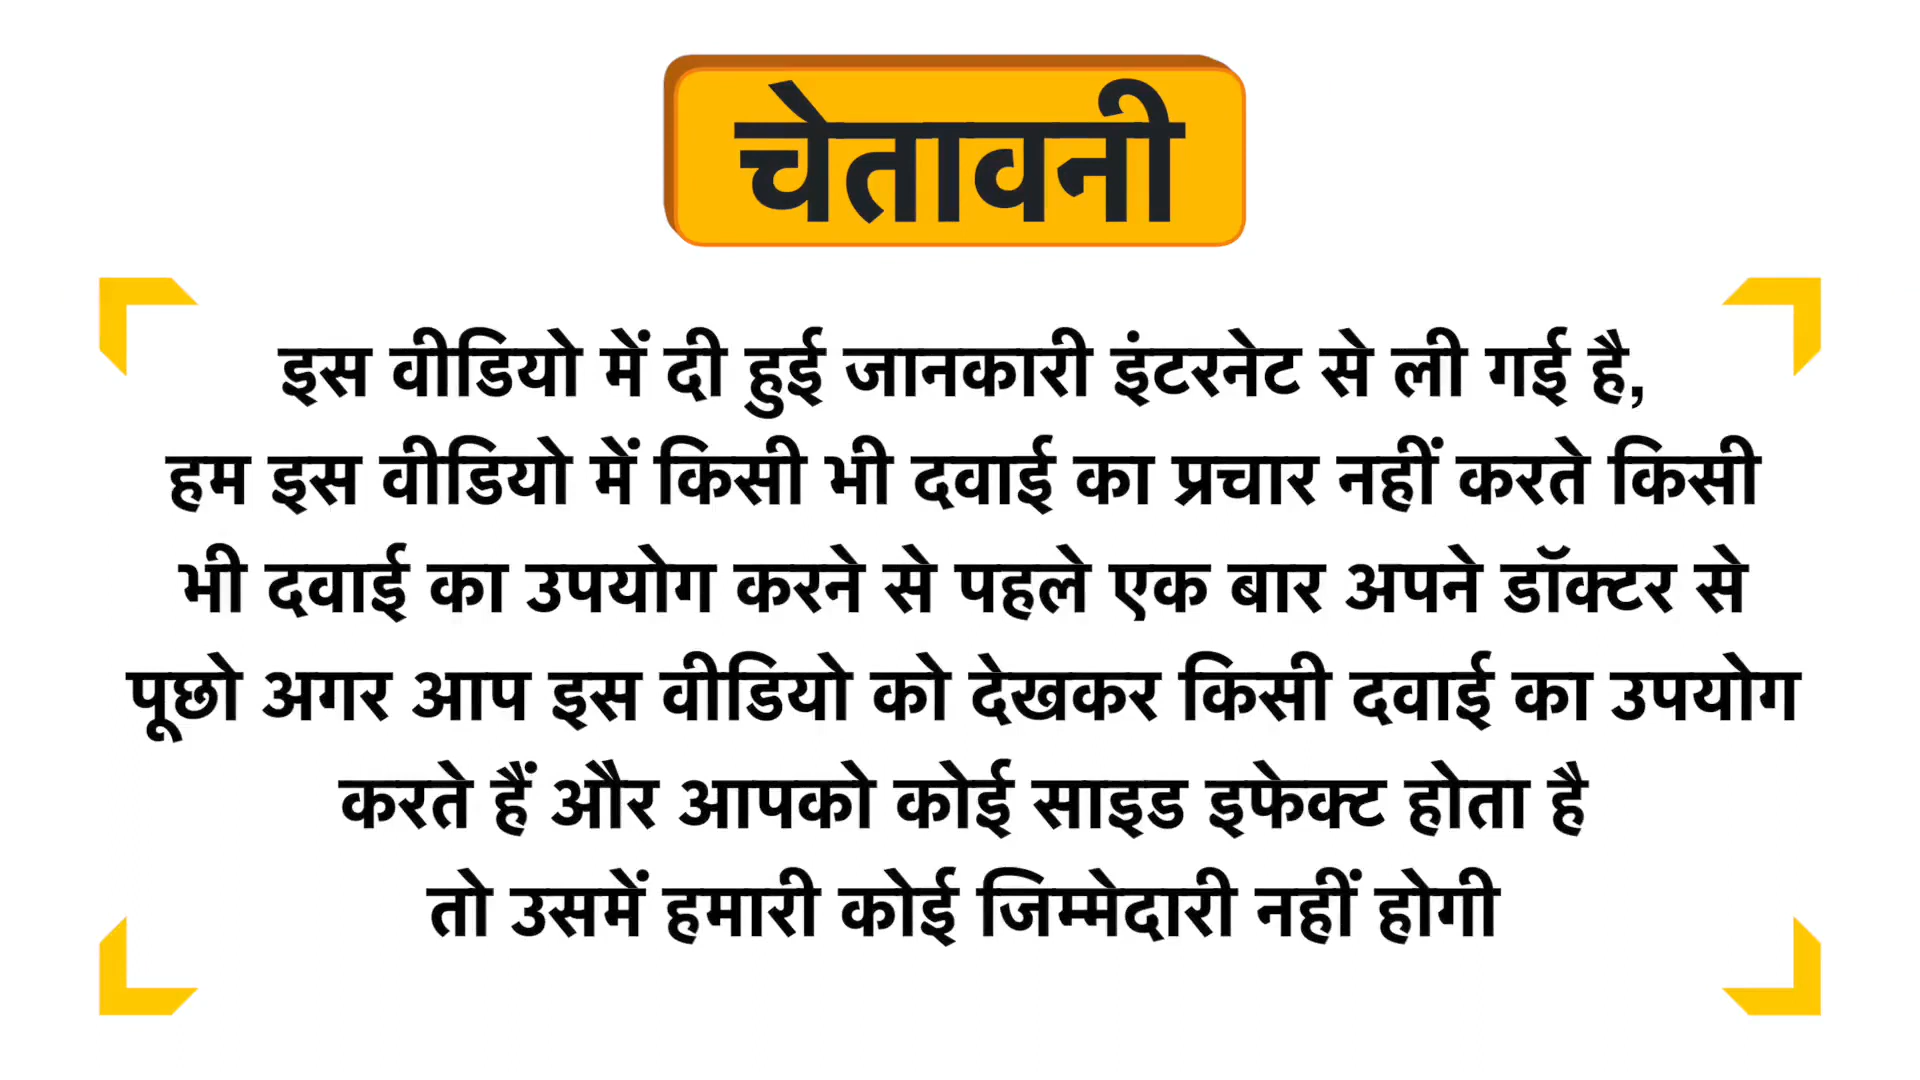 चेतावनी
इस वीडियो में दी हुई जानकारी इंटरनेट से ली गई है,
हम इस वीडियो में किसी भी दवाई का प्रचार नहीं करते किसी
भी दवाई का उपयोग करने से पहले एक बार अपने डॉक्टर से
पूछो अगर आप इस वीडियो को देखकर किसी दवाई का उपयोग
करते हैं और आपको कोई साइड इफेक्ट होता है
तो उसमें हमारी कोई जिम्मेदारी नहीं होगी